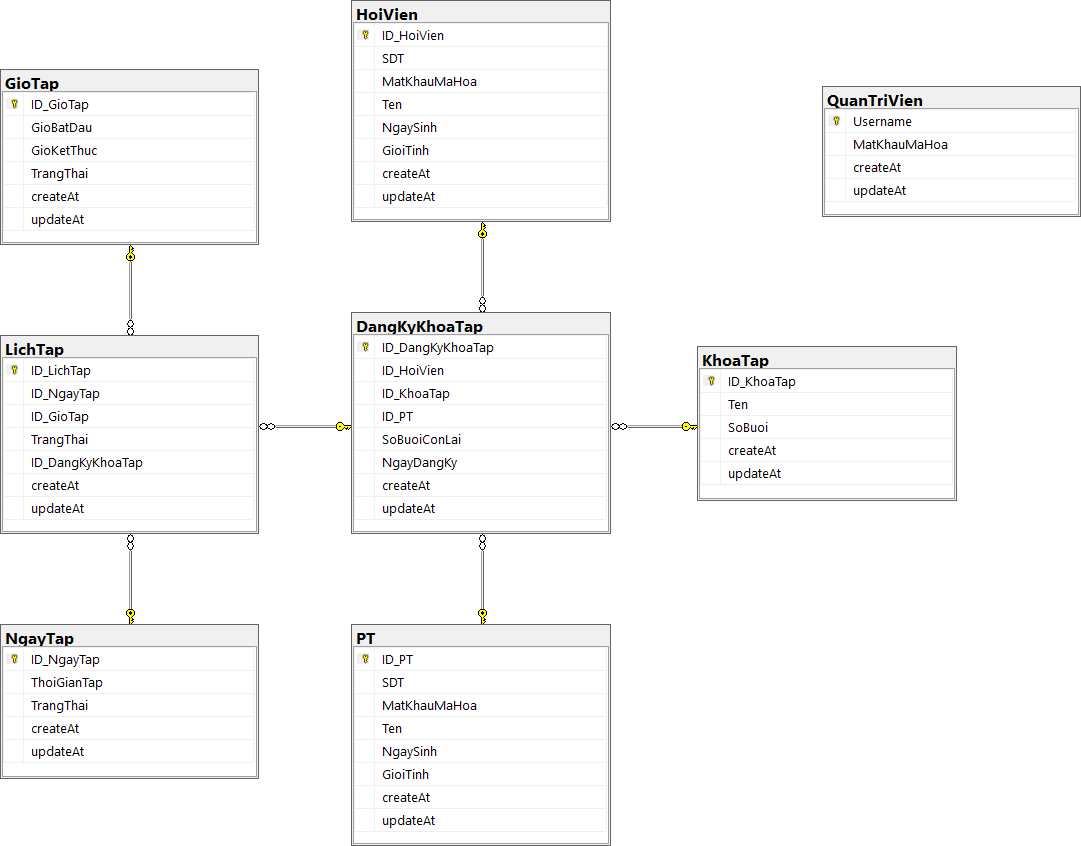 HoiVien
ID_HoiVien
SDT
MatKhauMaHoa
Ten
NgaySinh
GioiTinh
createAt
updateAt
GioTap
ID_GioTap
GioBatDau
GioKetThuc
TrangThai
createAt
updateAt
QuanTriVien
Username
MatKhauMaHoa
createAt
updateAt
LichTap
ID_LichTap
ID_NgayTap
ID_GioTap
TrangThai
ID_DangKyKhoaTap
createAt
updateAt
DangKyKhoaTap
ID_DangKyKhoaTap
ID_HoiVien
ID_KhoaTap
ID_PT
SoBuoiConLai
NgayDangKy
createAt
updateAt
KhoaTap
ID_KhoaTap
Ten
SoBuoi
createAt
updateAt
NgayTap
ID_NgayTap
ThoiGianTap
TrangThai
createAt
updateAt
PT
ID_PT
SDT
MatKhauMaHoa
Ten
NgaySinh
GioiTinh
createAt
updateAt